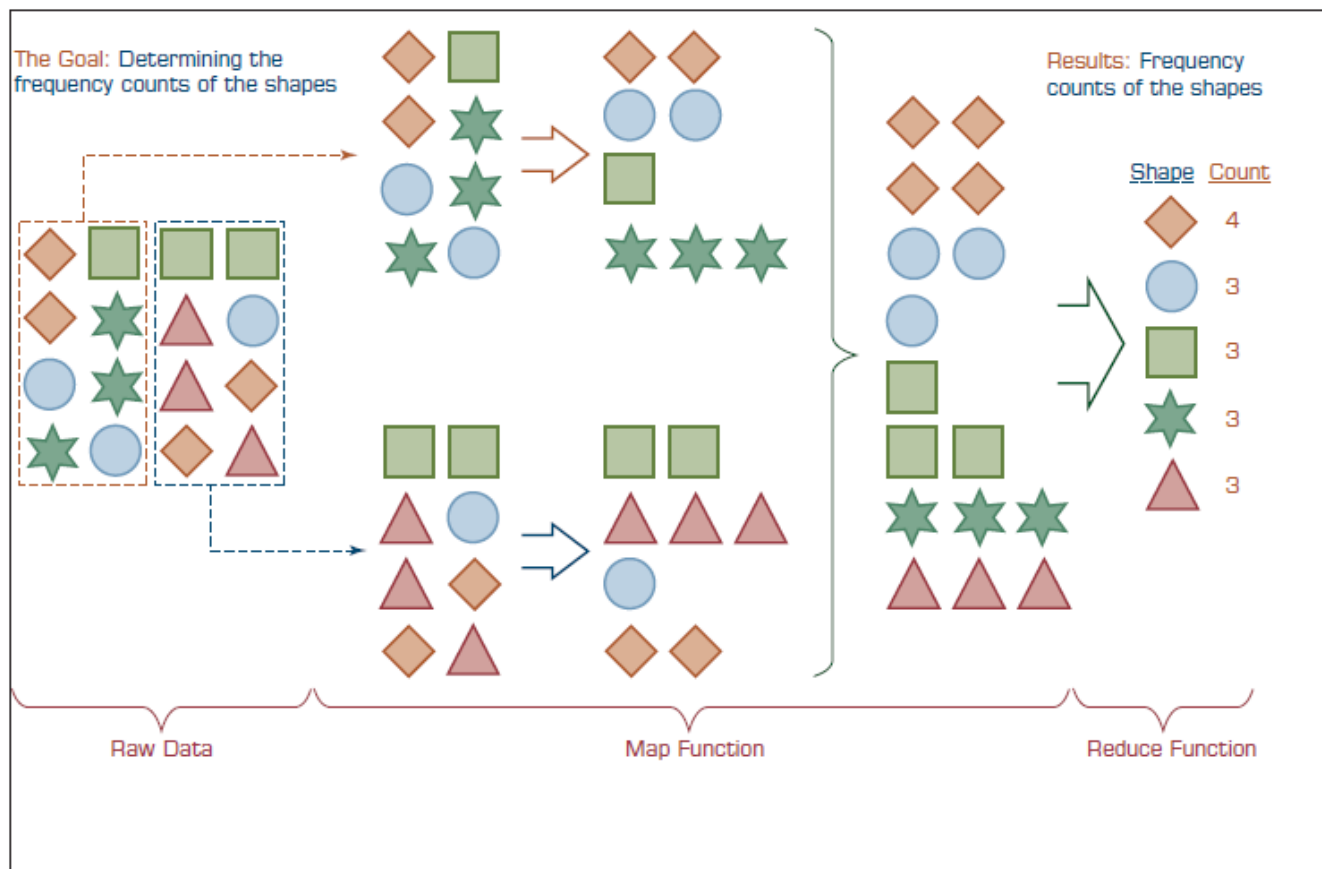 The Goal: Determining the
frequency counts of the shapes
Results: Frequency
counts of the shapes
Shape Count
4
3
3
3
3
Raw Data
Map Function
Reduce Function